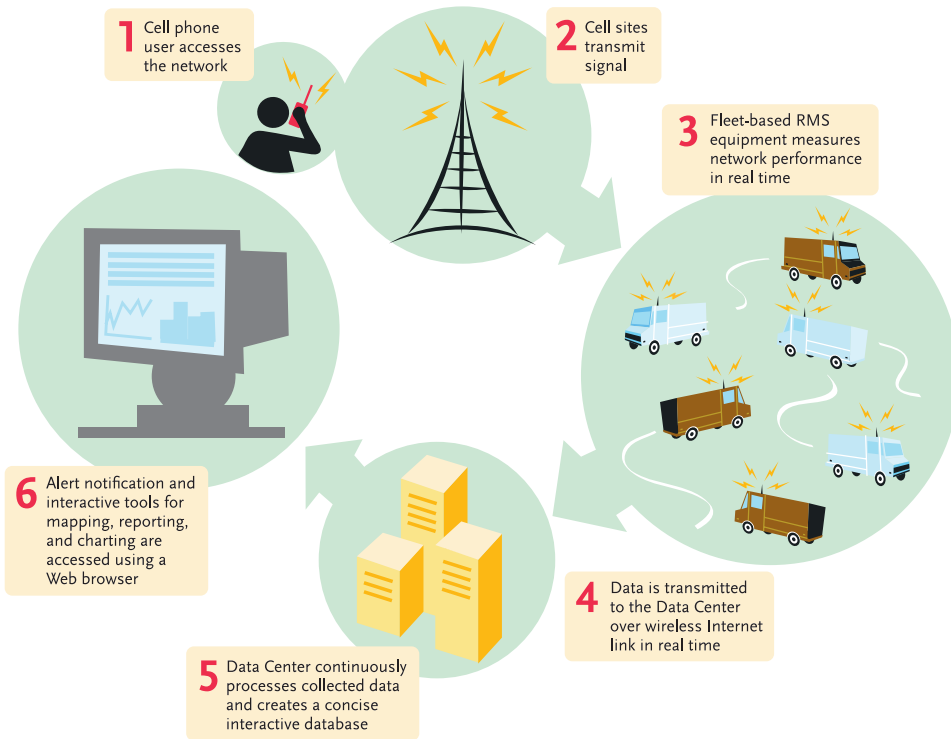 1 Cell phone
user accesses
the network
2 Cell sites
transmit
signal
3 Fleet-based RMS
equipment measures
network performance
in real time
4 Data is transmitted
to the Data Center
over wireless Internet
link in real time
5 Data Center continuously
processes collected data
and creates a concise
interactive database
6 Alert notification and
interactive tools for
mapping, reporting,
and charting are
accessed using a
Web browser